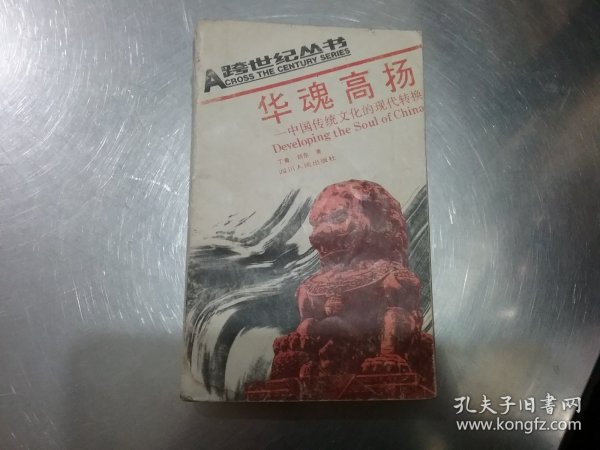 跨世纪丛书
ACROSS THE CENTURY SERIES
华魂高扬
—中国传统文化的现代转换
Developing the Soul of China
著
四川人民出版社
孔夫子旧书网
www.kongfz.com